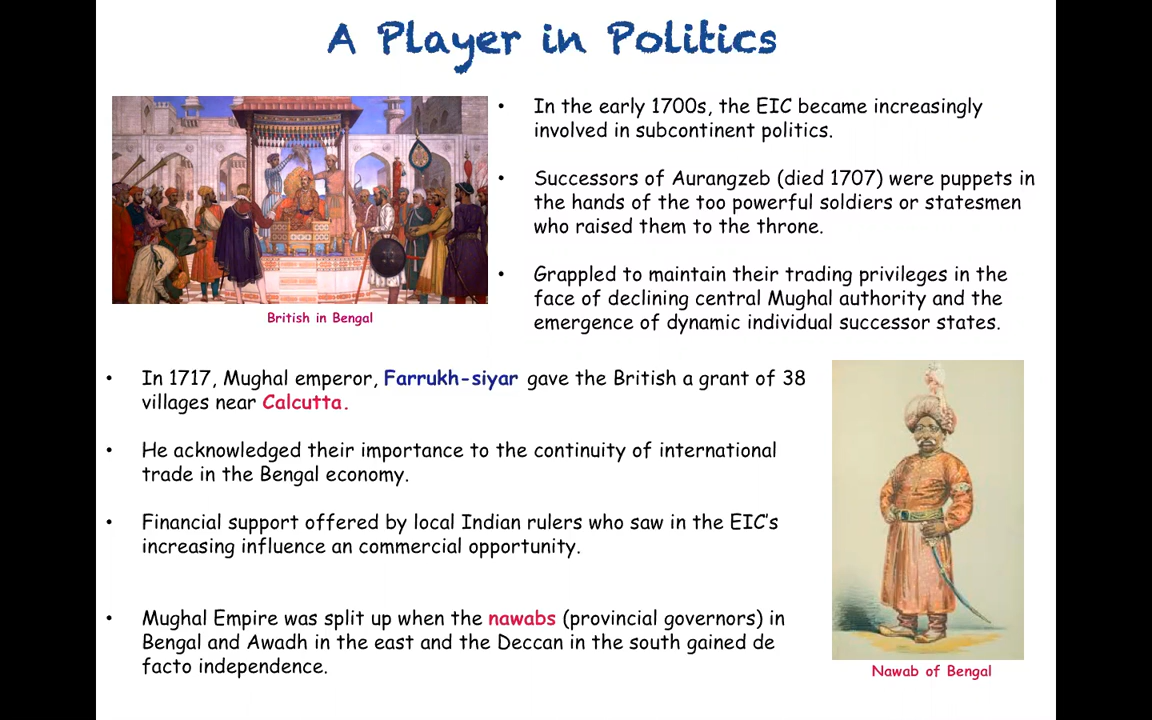 A Player in Politics
• In the early 1700s, the EIC became increasingly
involved in subcontinent politics.
• Successors of Aurangzeb (died 1707) were puppets in
the hands of the too powerful soldiers or statesmen
who raised them to the throne.
• Grappled to maintain their trading privileges in the
face of declining central Mughal authority and the
emergence of dynamic individual successor states.
British in Bengal
• In 1717, Mughal emperor, Farrukh-siyar gave the British a grant of 38
villages near Calcutta.
• He acknowledged their importance to the continuity of international
trade in the Bengal economy.
• Financial support offered by local Indian rulers who saw in the EIC's
increasing influence an commercial opportunity.
• Mughal Empire was split up when the nawabs (provincial governors) in
Bengal and Awadh in the east and the Deccan in the south gained de
facto independence.
Nawab of Bengal